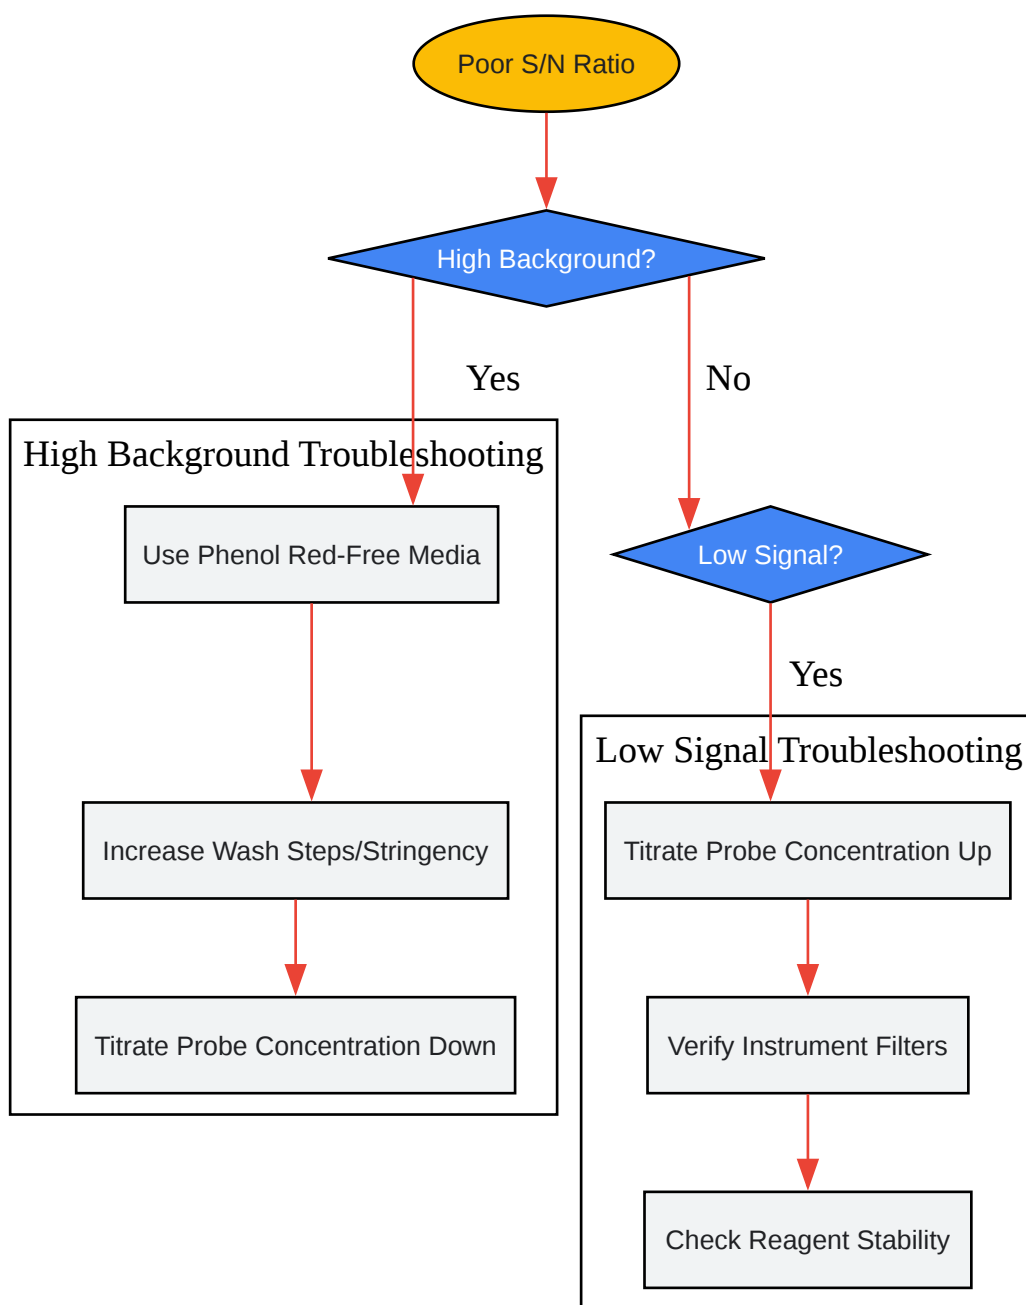 Poor S/N Ratio
High Background?
Yes
No
High Background Troubleshooting
Use Phenol Red-Free Media
Low Signal?
Yes
Low Signal Troubleshooting
Increase Wash Steps/Stringency
Titrate Probe Concentration Up
Titrate Probe Concentration Down
Verify Instrument Filters
Check Reagent Stability